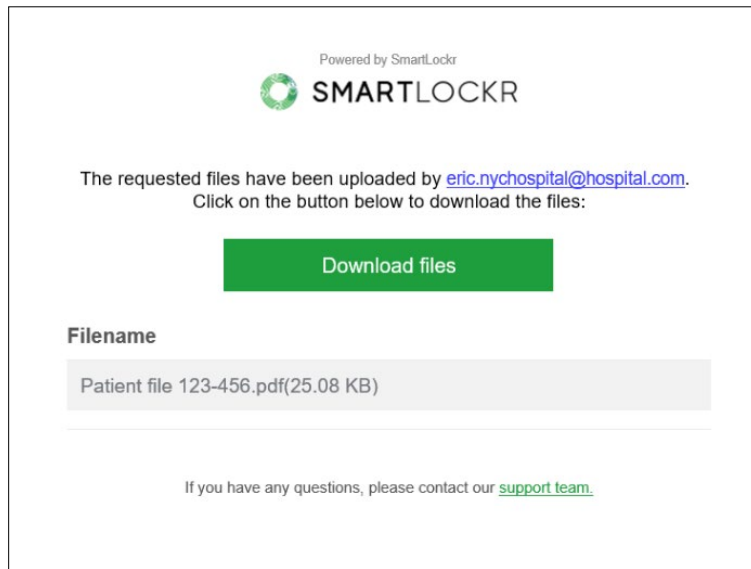 Powered by SmartLockr
SMARTLOCKR
The requested files have been uploaded by eric.nychospital@hospital.com.
Click on the button below to download the files:
Download files
Filename
Patient file 123-456.pdf(25.08 KB)
If you have any questions, please contact our support team.